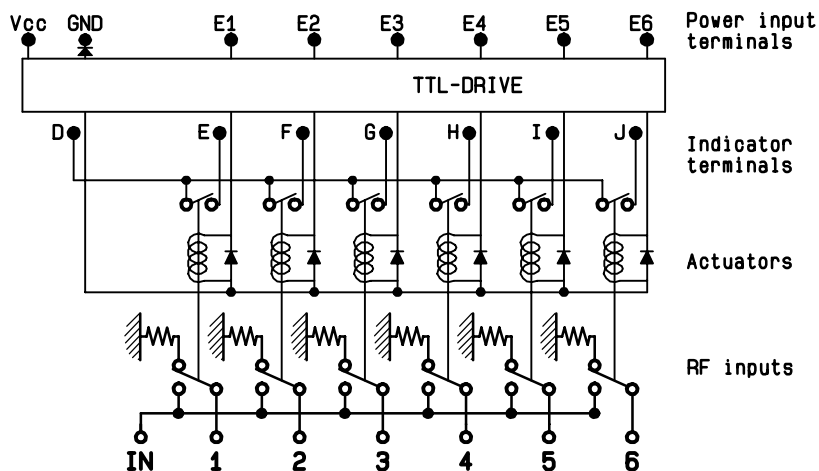 Vcc GND E1 E2 E3 E4 E5 E6
Power input
terminals
TTL-DRIVE
D E F G H I J
Indicator
terminals
Actuators
RF inputs
IN 1 2 3 4 5 6